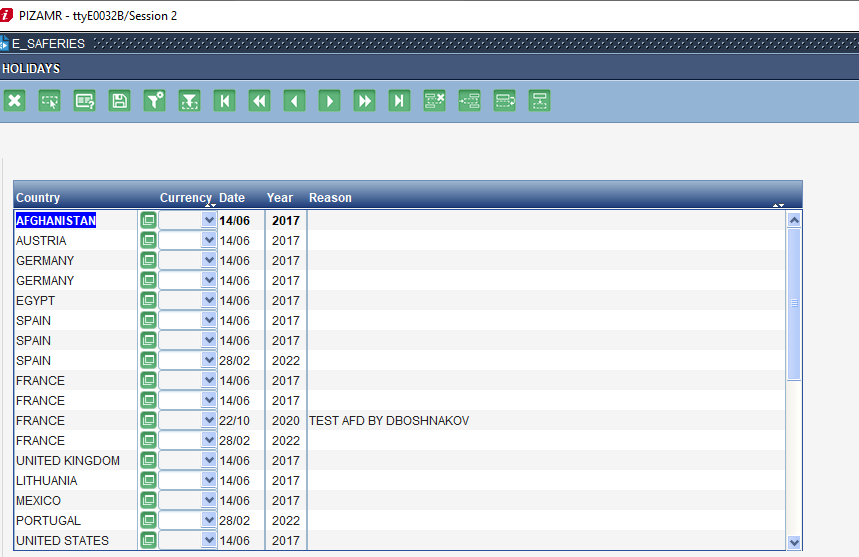 PIZAMR - ttyE0032B/Session 2
E_SAFERIES
HOLIDAYS
Country Currency Date Year Reason
AFGHANISTAN 14/06 2017
AUSTRIA 14/06 2017
GERMANY 14/06 2017
GERMANY 14/06 2017
EGYPT 14/06 2017
SPAIN 14/06 2017
SPAIN 14/06 2017
SPAIN 28/02 2022
FRANCE 14/06 2017
FRANCE 14/06 2017
FRANCE 22/10 2020 TEST AFD BY DBOSHNAKOV
FRANCE 28/02 2022
UNITED KINGDOM 14/06 2017
LITHUANIA 14/06 2017
MEXICO 14/06 2017
PORTUGAL 28/02 2022
UNITED STATES 14/06 2017